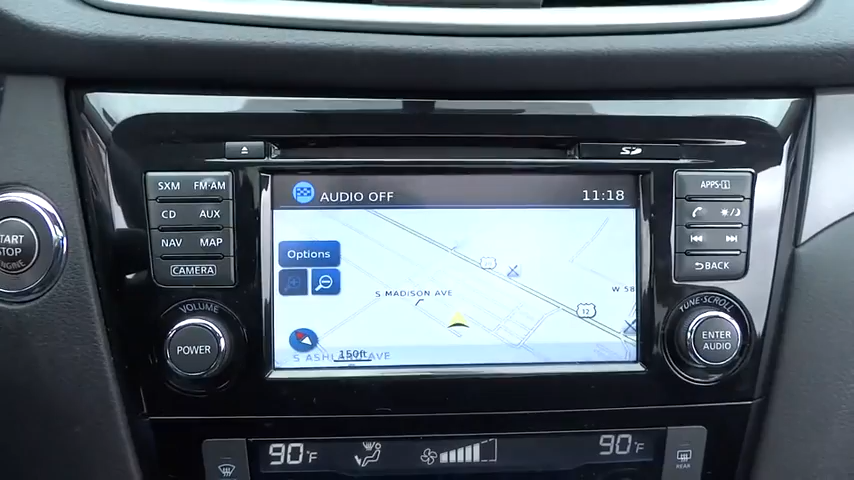 SD
SXM FM·AM
AUDIO OFF 11:18
APPS
CD AUX
Options
NAV MAP
S MADISON AVE
W 58
12
CAMERA
BACK
START
STOP
Engine
VOLUME
POWER
TUNE·SCROLL
ENTER
AUDIO
150ft
S ASHLAND AVE
90°F
90°F
REAR